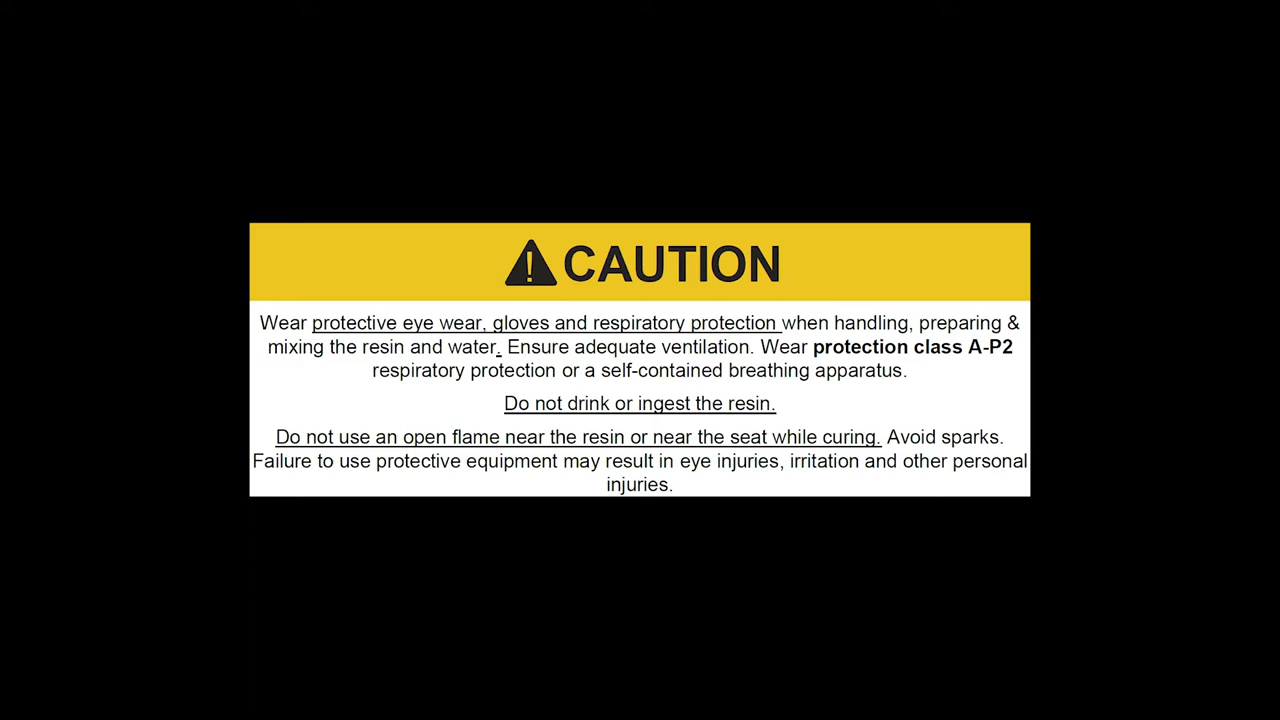 CAUTION
Wear protective eye wear, gloves and respiratory protection when handling, preparing &
mixing the resin and water. Ensure adequate ventilation. Wear protection class A-P2
respiratory protection or a self-contained breathing apparatus.
Do not drink or ingest the resin.
Do not use an open flame near the resin or near the seat while curing. Avoid sparks.
Failure to use protective equipment may result in eye injuries, irritation and other personal
injuries.